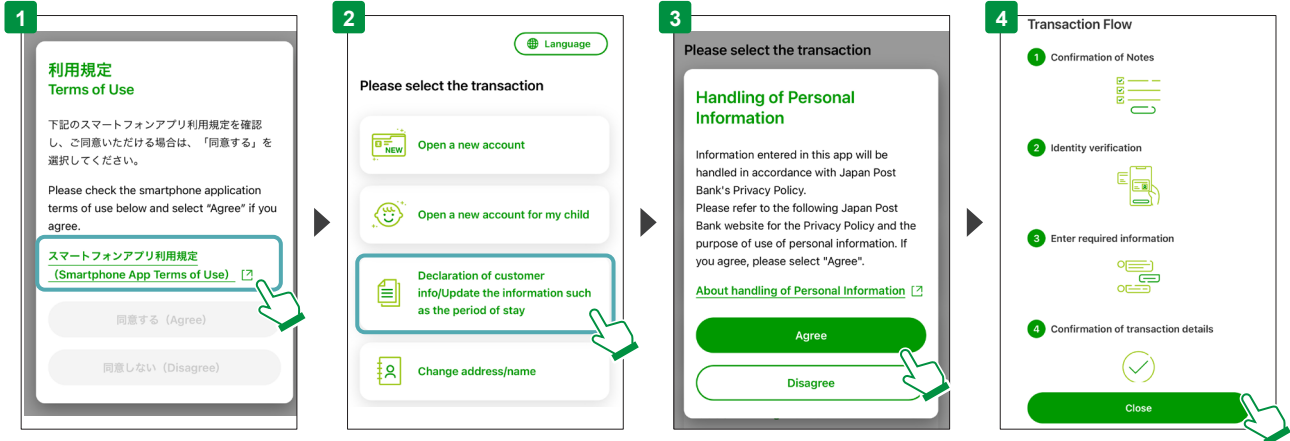 1
利用規定
Terms of Use
下記のスマートフォンアプリ利用規定を確認
し、ご同意いただける場合は、「同意する」を
選択してください。
Please check the smartphone application
terms of use below and select “Agree” if you
agree.
スマートフォンアプリ利用規定
（Smartphone App Terms of Use）
同意する（Agree）
同意しない（Disagree）
2
Language
Please select the transaction
NEW
Open a new account
Open a new account for my child
Declaration of customer
info/Update the information such
as the period of stay
Change address/name
3
Please select the transaction
Handling of Personal
Information
Information entered in this app will be
handled in accordance with Japan Post
Bank's Privacy Policy.
Please refer to the following Japan Post
Bank website for the Privacy Policy and the
purpose of use of personal information. If
you agree, please select "Agree".
About handling of Personal Information
Agree
Disagree
4
Transaction Flow
1 Confirmation of Notes
2 Identity verification
3 Enter required information
4 Confirmation of transaction details
Close